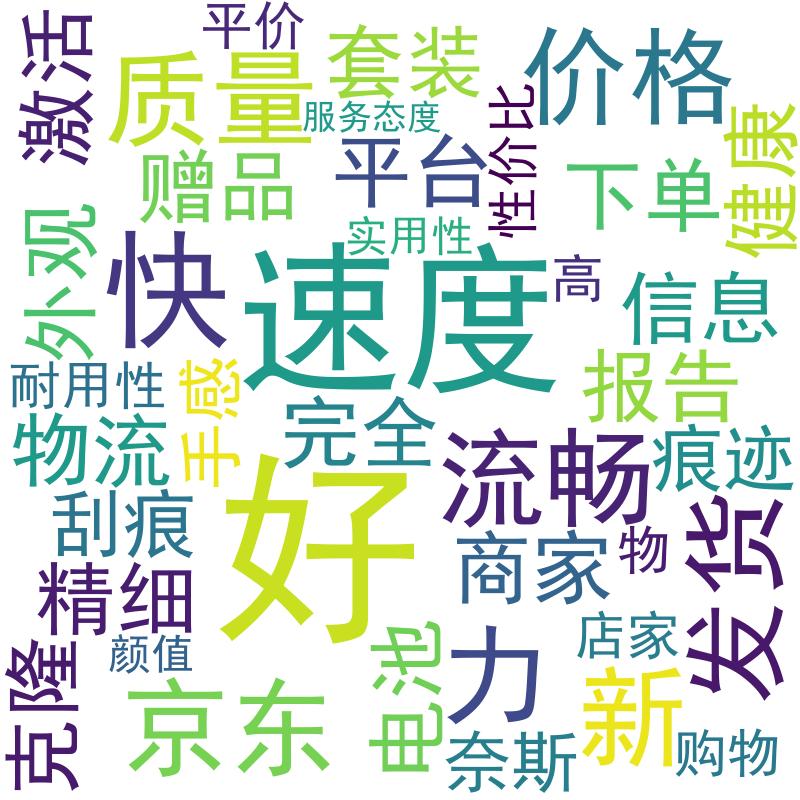 平价
激活
质量
套装
价格
服务态度
性价比
健康
赠品
平台
下单
外观
实用性
快
速度
高
信息
耐用性
手感
报告
完全
物流
流畅
痕迹
好
刮痕
商家
物
发货
精细
克隆
颜值
电池
力
店家
京东
新
奈斯
购物